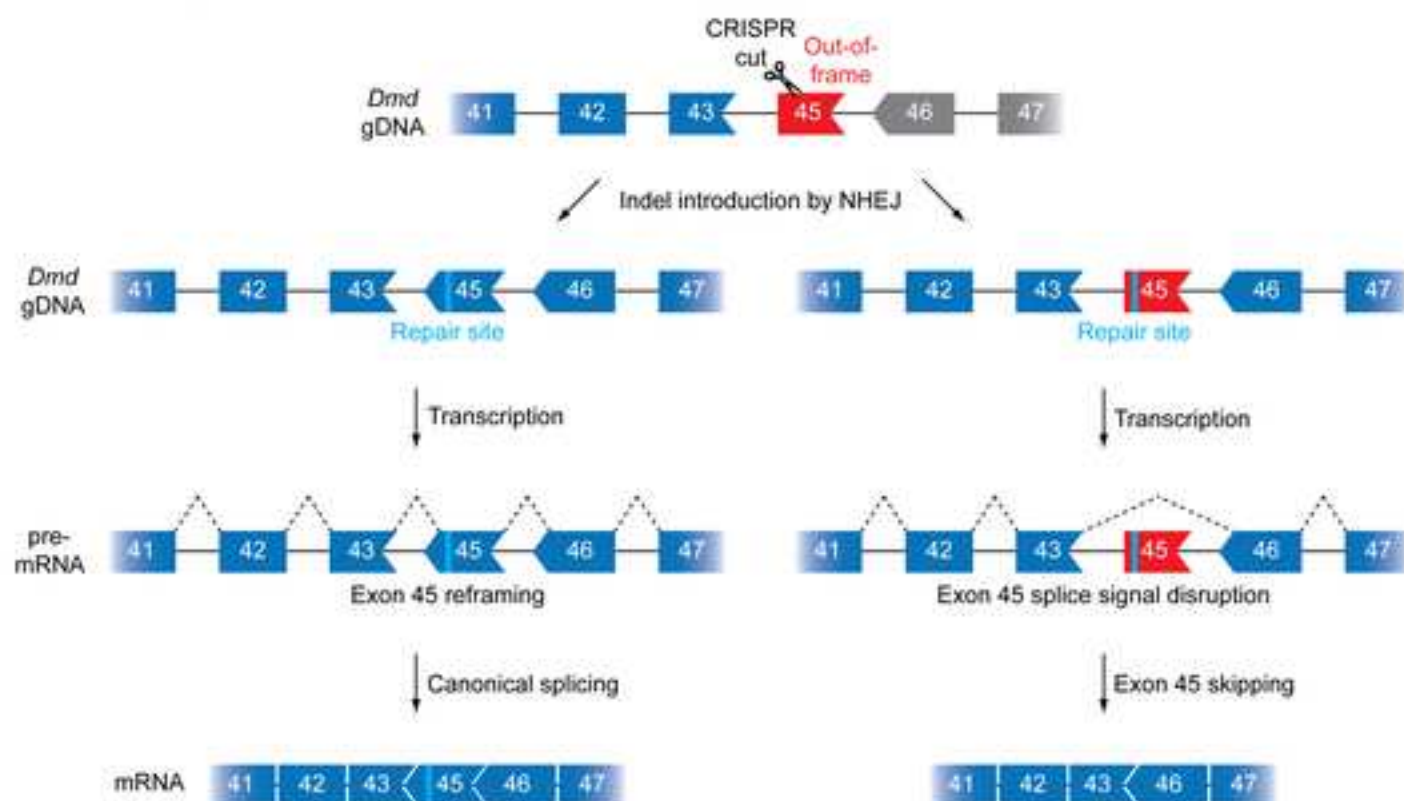 CRISPR
cut
Out-of-
frame
Dmd
gDNA
41 42 43 45 46 47
Indel introduction by NHEJ
Dmd
gDNA
41 42 43 45 46 47
41 42 43 45 46 47
Repair site
Repair site
Transcription
Transcription
pre-
mRNA
41 42 43 45 46 47
41 42 43 45 46 47
Exon 45 reframing
Exon 45 splice signal disruption
Canonical splicing
Exon 45 skipping
mRNA
41 42 43 45 46 47
41 42 43 46 47